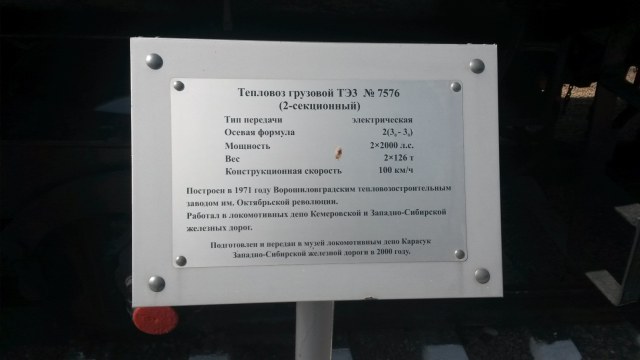 Тепловоз грузовой ТЭ3 № 7576
(2-секционный)
Тип передачи электрическая
Осевая формула 2(3₀- 3₀)
Мощность 2×2000 л.с.
Вес 2×126 т
Конструкционная скорость 100 км/ч
Построен в 1971 году Ворошиловградским тепловозостроительным
заводом им. Октябрьской революции.
Работал в локомотивных депо Кемеровской и Западно-Сибирской
железных дорог.
Подготовлен и передан в музей локомотивным депо Карасук
Западно-Сибирской железной дороги в 2000 году.